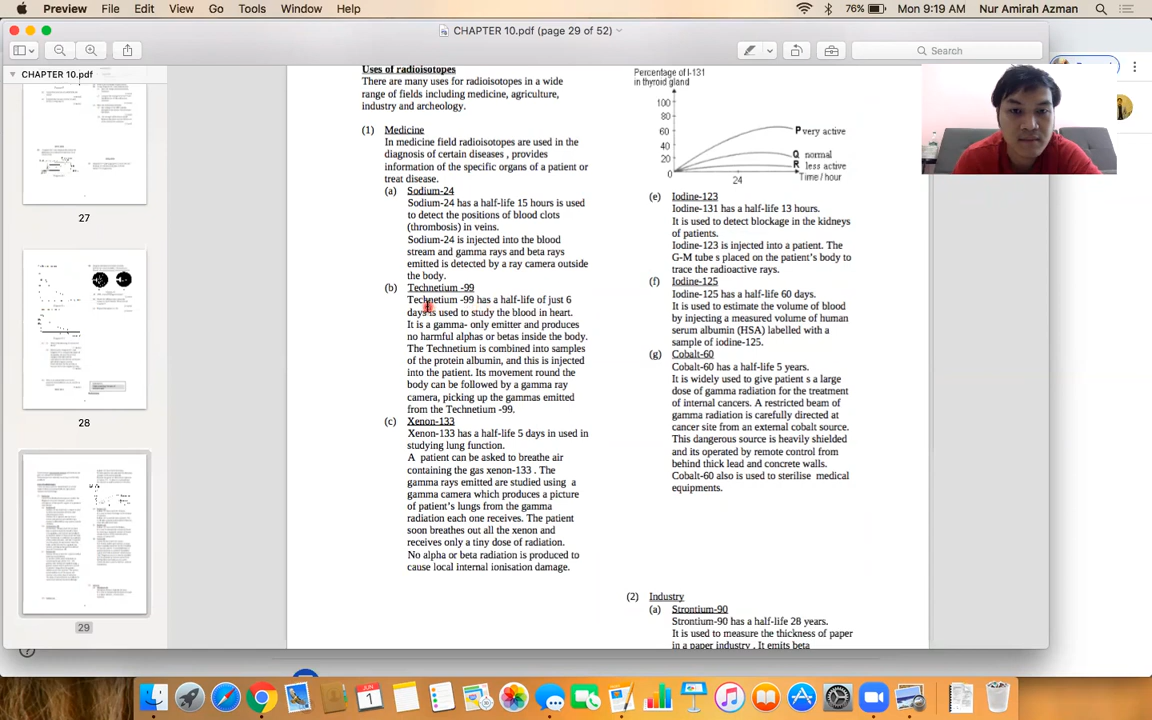 Preview File Edit View Go Tools Window Help
76% Mon 9:19 AM Nur Amirah Azman
CHAPTER 10.pdf (page 29 of 52)
Search
CHAPTER 10.pdf
27
28
29
Uses of radioisotopes
There are many uses for radioisotopes in a wide
range of fields including medicine, agriculture,
industry and archeology.
(1) Medicine
In medicine field radioisotopes are used in the
diagnosis of certain diseases , provides
information of the specific organs of a patient or
treat disease.
(a) Sodium-24
Sodium-24 has a half-life 15 hours is used
to detect the positions of blood clots
(thrombosis) in veins.
Sodium-24 is injected into the blood
stream and gamma rays and beta rays
emitted is detected by a ray camera outside
the body.
(b) Technetium -99
Technetium -99 has a half-life of just 6
days is used to study the blood in heart.
It is a gamma- only emitter and produces
no harmful alphas or betas inside the body.
The Technetium is combined into samples
of the protein albumin, and this is injected
into the patient. Its movement round the
body can be followed by a gamma ray
camera, picking up the gammas emitted
from the Technetium -99.
(c) Xenon-133
Xenon-133 has a half-life 5 days in used in
studying lung function.
A patient can be asked to breathe air
containing the gas xenon-133 . The
gamma rays emitted are studied using a
gamma camera which produces a picture
of patient's lungs from the gamma
radiation each one receives. The patient
soon breathes out all the xenon and
receives only a tiny dose of radiation.
No alpha or beta radiation is produced to
cause local internal ionisation damage.
Percentage of I-131
in thyroid gland
100
80
60
40
20
0
24
P very active
Q normal
R less active
Time / hour
(e) Iodine-123
Iodine-131 has a half-life 13 hours.
It is used to detect blockage in the kidneys
of patients.
Iodine-123 is injected into a patient. The
G-M tube s placed on the patient's body to
trace the radioactive rays.
(f) Iodine-125
Iodine-125 has half-life 60 days.
It is used to estimate the volume of blood
by injecting a measured volume of human
serum albumin (HSA) labelled with a
sample of iodine-125.
(g) Cobalt-60
Cobalt-60 has a half-life 5 years.
It is widely used to give patient s a large
dose of gamma radiation for the treatment
of internal cancers. A restricted beam of
gamma radiation is carefully directed at
cancer site from an external cobalt source.
This dangerous source is heavily shielded
and its operated by remote control from
behind thick lead and concrete walls.
Cobalt-60 also is used to sterilise medical
equipments.
(2) Industry
(a) Strontium-90
Strontium-90 has a half-life 28 years.
It is used to measure the thickness of paper
in a paper industry . It emits beta
JUN
1